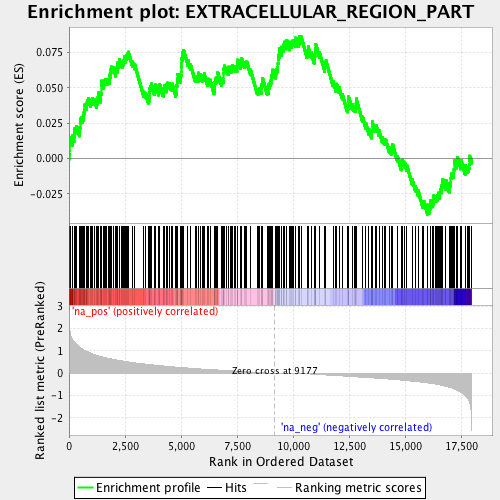 Enrichment plot: EXTRACELLULAR_REGION_PART
Enrichment score (ES)
0.075
0.050
0.025
0.000
-0.025
'na_pos' (positively correlated)
Ranked list metric (PreRanked)
3
2
1
0
-1
-2
Zero cross at 9177
'na_neg' (negatively correlated)
0
2,500
5,000
7,500
10,000
12,500
15,000
17,500
Rank in Ordered Dataset
Enrichment profile
Hits
Ranking metric scores